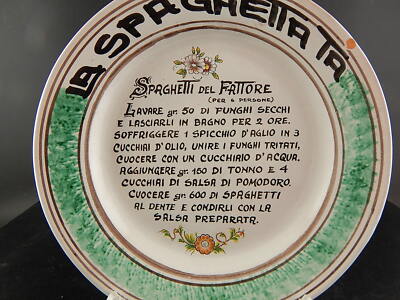 LA SPAGHETTATA
SPAGHETTI DEL FATTORE
(PER 6 PERSONE)
LAVARE gr. 50 DI FUNGHI SECCHI
E LASCIARLI IN BAGNO PER 2 ORE.
SOFFRIGGERE 1 SPICCHIO D'AGLIO IN 3
CUCCHIAI D'OLIO, UNIRE I FUNGHI TRITATI,
CUOCERE CON UN CUCCHIAIO D'ACQUA.
AGGIUNGERE gr. 150 DI TONNO E 4
CUCCHIAI DI SALSA DI POMODORO.
CUOCERE gr. 600 DI SPAGHETTI
AL DENTE E CONDIRLI CON LA
SALSA PREPARATA.